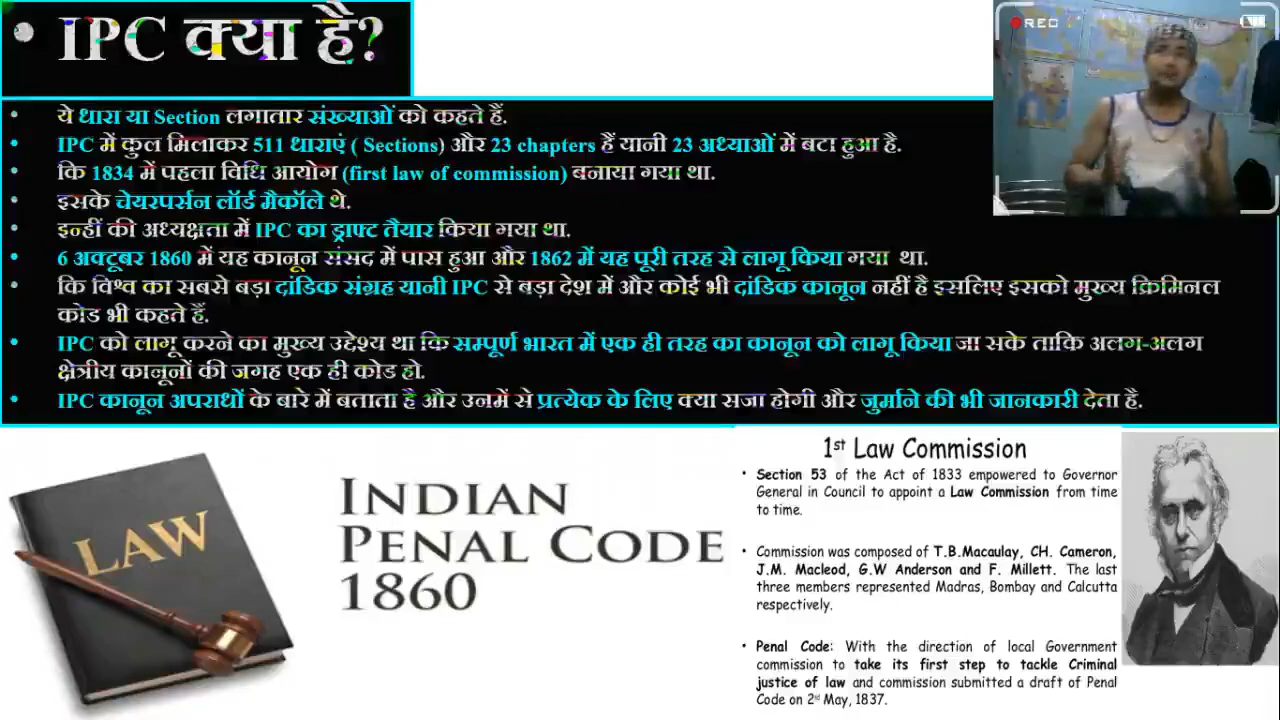 • IPC क्या है?
REC
• ये धारा या Section लगातार संख्याओं को कहते हैं.
• IPC में कुल मिलाकर 511 धाराएं ( Sections) और 23 chapters हैं यानी 23 अध्याओं में बटा हुआ है.
• कि 1834 में पहला विधि आयोग (first law of commission) बनाया गया था.
• इसके चेयरपर्सन लॉर्ड मैकॉले थे.
• इन्हीं की अध्यक्षता में IPC का ड्राफ्ट तैयार किया गया था.
• 6 अक्टूबर 1860 में यह कानून संसद में पास हुआ और 1862 में यह पूरी तरह से लागू किया गया था.
• कि विश्व का सबसे बड़ा दांडिक संग्रह यानी IPC से बड़ा देश में और कोई भी दांडिक कानून नहीं है इसलिए इसको मुख्य क्रिमिनल
कोड भी कहते हैं.
• IPC को लागू करने का मुख्य उद्देश्य था कि सम्पूर्ण भारत में एक ही तरह का कानून को लागू किया जा सके ताकि अलग-अलग
क्षेत्रीय कानूनों की जगह एक ही कोड हो.
• IPC कानून अपराधों के बारे में बताता है और उनमें से प्रत्येक के लिए क्या सजा होगी और जुर्माने की भी जानकारी देता है.
LAW
INDIAN
PENAL CODE
1860
1st Law Commission
• Section 53 of the Act of 1833 empowered to Governor
General in Council to appoint a Law Commission from time
to time.
• Commission was composed of T.B.Macaulay, CH. Cameron,
J.M. Macleod, G.W Anderson and F. Millett. The last
three members represented Madras, Bombay and Calcutta
respectively.
• Penal Code: With the direction of local Government
commission to take its first step to tackle Criminal
justice of law and commission submitted a draft of Penal
Code on 2nd May, 1837.